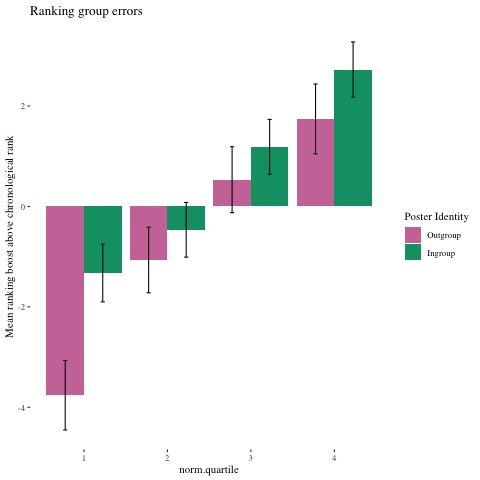 Ranking group errors
Mean ranking boost above chronological rank
2
0
-2
-4
1 2 3 4
norm.quartile
Poster Identity
Outgroup
Ingroup